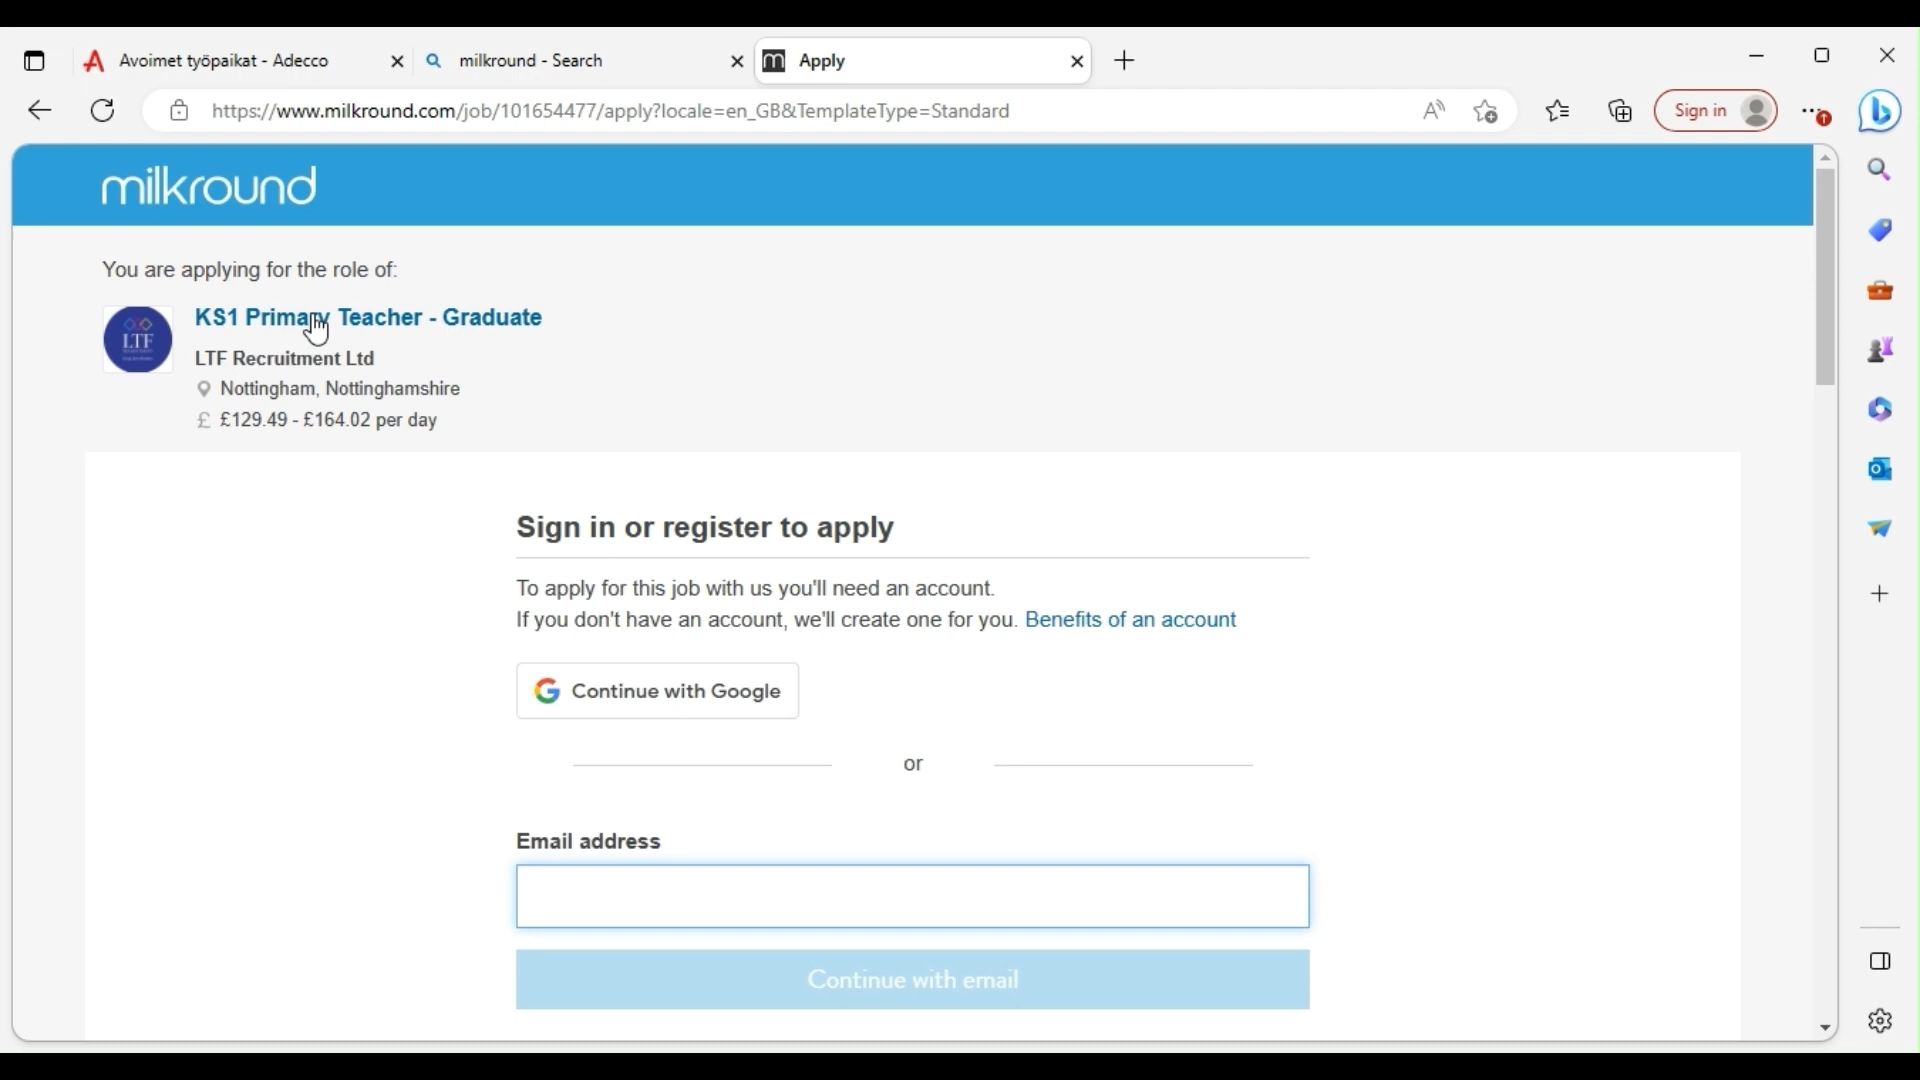 Avoimet työpaikat - Adecco
milkround - Search
Apply
https://www.milkround.com/job/101654477/apply?locale=en_GB&TemplateType=Standard
Sign in
milkround
You are applying for the role of:
KS1 Primary Teacher - Graduate
LTF
LTF Recruitment Ltd
Nottingham, Nottinghamshire
£ £129.49 - £164.02 per day
Sign in or register to apply
To apply for this job with us you'll need an account.
If you don't have an account, we'll create one for you. Benefits of an account
Continue with Google
or
Email address
Continue with email